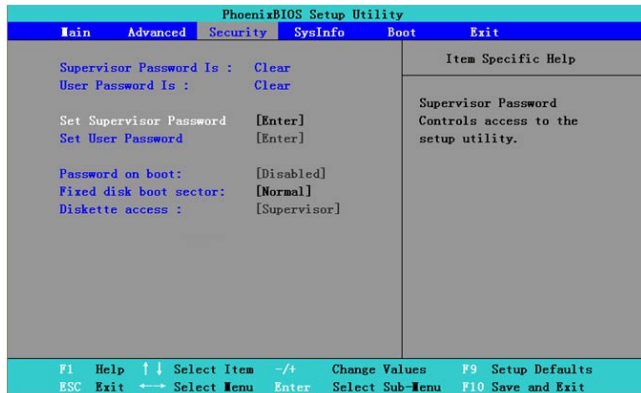 PhoenixBIOS Setup Utility
Main Advanced Security SysInfo Boot Exit
Supervisor Password Is : Clear
User Password Is : Clear
Set Supervisor Password [Enter]
Set User Password [Enter]
Password on boot: [Disabled]
Fixed disk boot sector: [Normal]
Diskette access : [Supervisor]
Item Specific Help
Supervisor Password
Controls access to the
setup utility.
F1 Help ↑ ↓ Select Item -/+ Change Values F9 Setup Defaults
ESC Exit ←→ Select Menu Enter Select Sub-Menu F10 Save and Exit